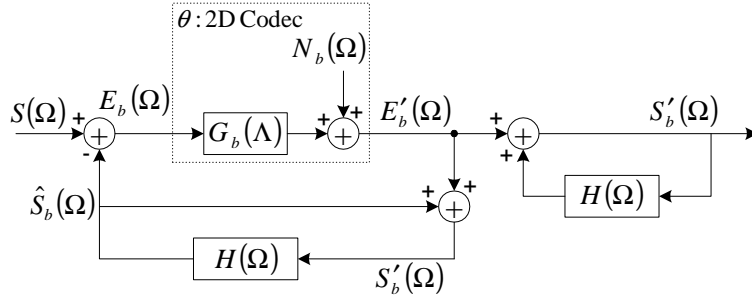 θ : 2D Codec
N_b(Ω)
S(Ω)
+
-
+
E_b(Ω)
G_b(Λ)
+
+
+
E′_b(Ω)
+
+
+
S′_b(Ω)
H(Ω)
Ŝ_b(Ω)
+
+
+
H(Ω)
S′_b(Ω)